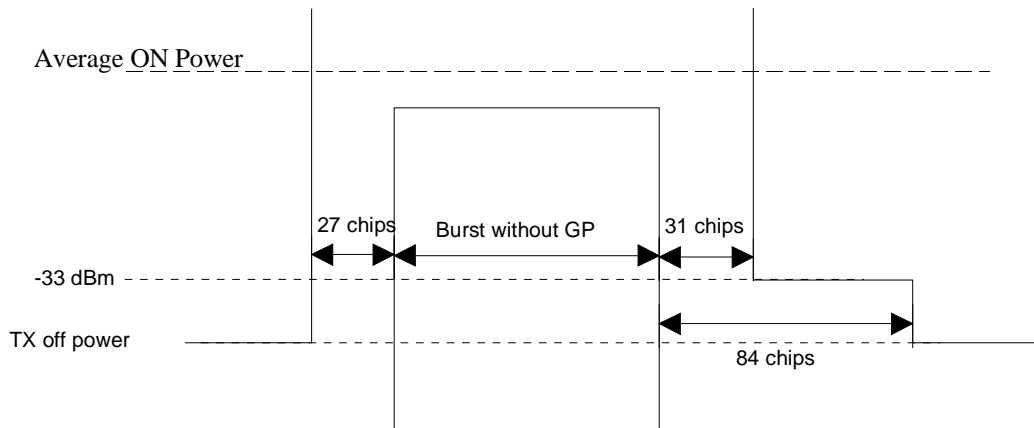 Average ON Power
27 chips
Burst without GP
31 chips
-33 dBm
TX off power
84 chips